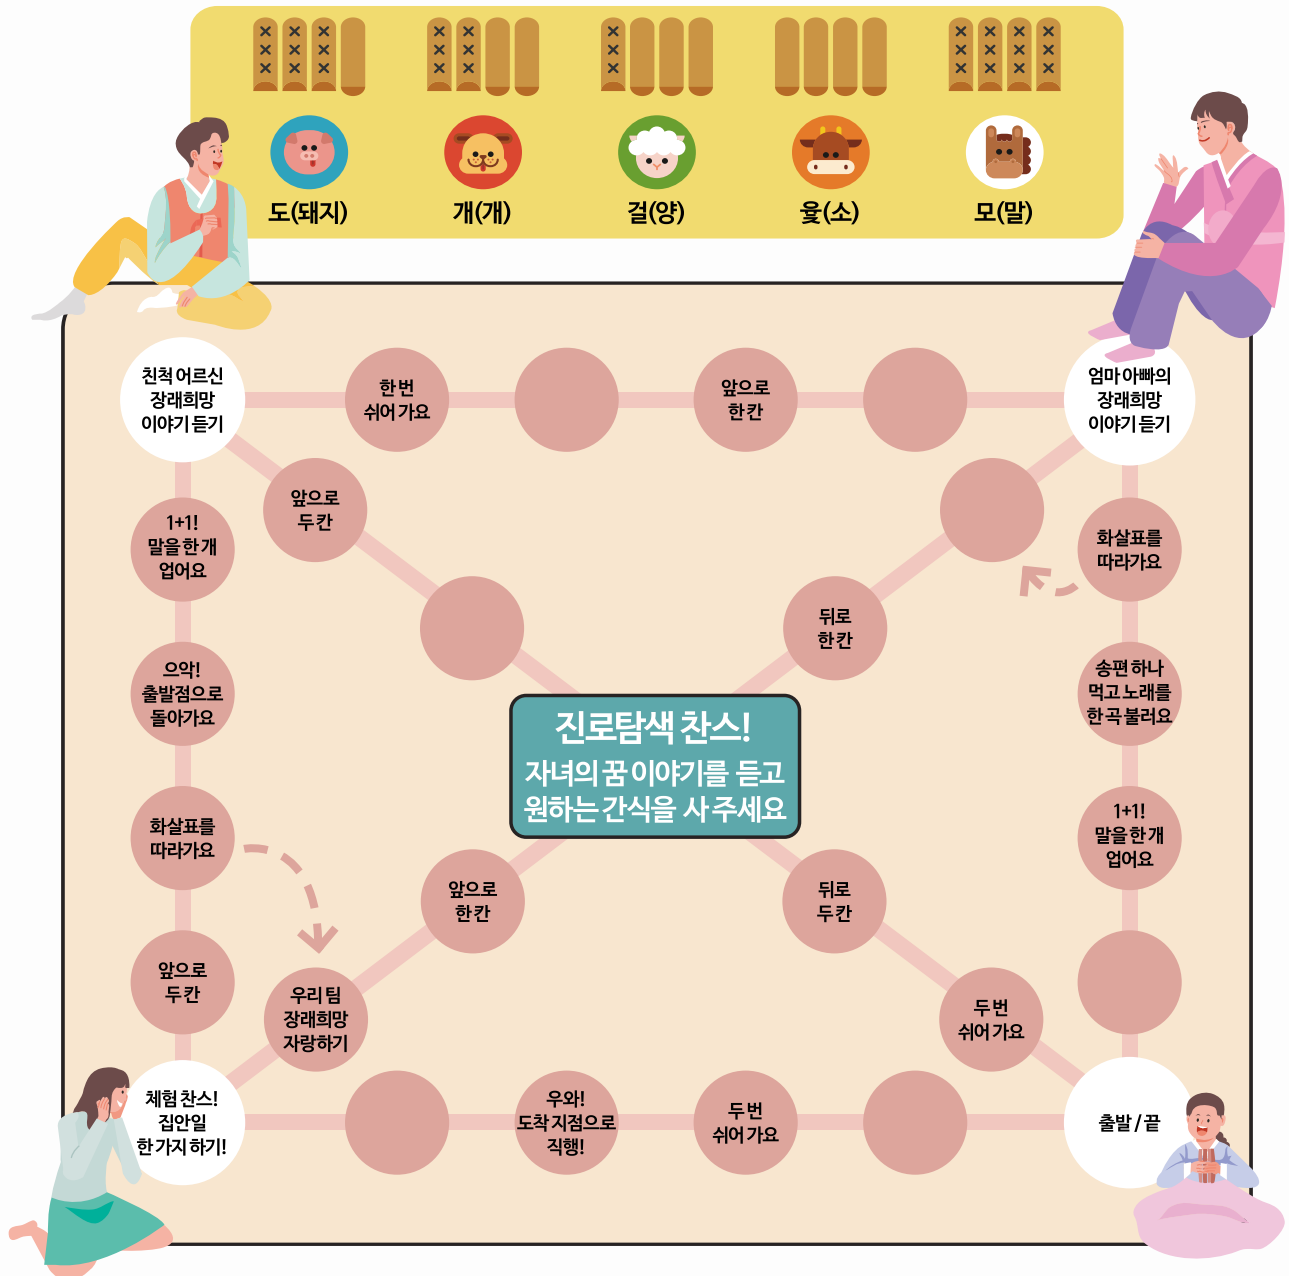 도(돼지)
개(개)
걸(양)
윷(소)
모(말)
친척 어르신
장래희망
이야기 듣기
한 번
쉬어 가요
앞으로
한 칸
엄마 아빠의
장래희망
이야기 듣기
앞으로
두 칸
1+1!
말을 한 개
업어요
화살표를
따라가요
뒤로
한 칸
으악!
출발점으로
돌아가요
송편 하나
먹고 노래를
한 곡 불러요
진로탐색 찬스!
자녀의 꿈 이야기를 듣고
원하는 간식을 사 주세요
화살표를
따라가요
1+1!
말을 한 개
업어요
앞으로
한 칸
뒤로
두 칸
앞으로
두 칸
우리 팀
장래희망
자랑하기
두 번
쉬어 가요
체험 찬스!
집안일
한 가지 하기!
우와!
도착 지점으로
직행!
두 번
쉬어 가요
출발 / 끝